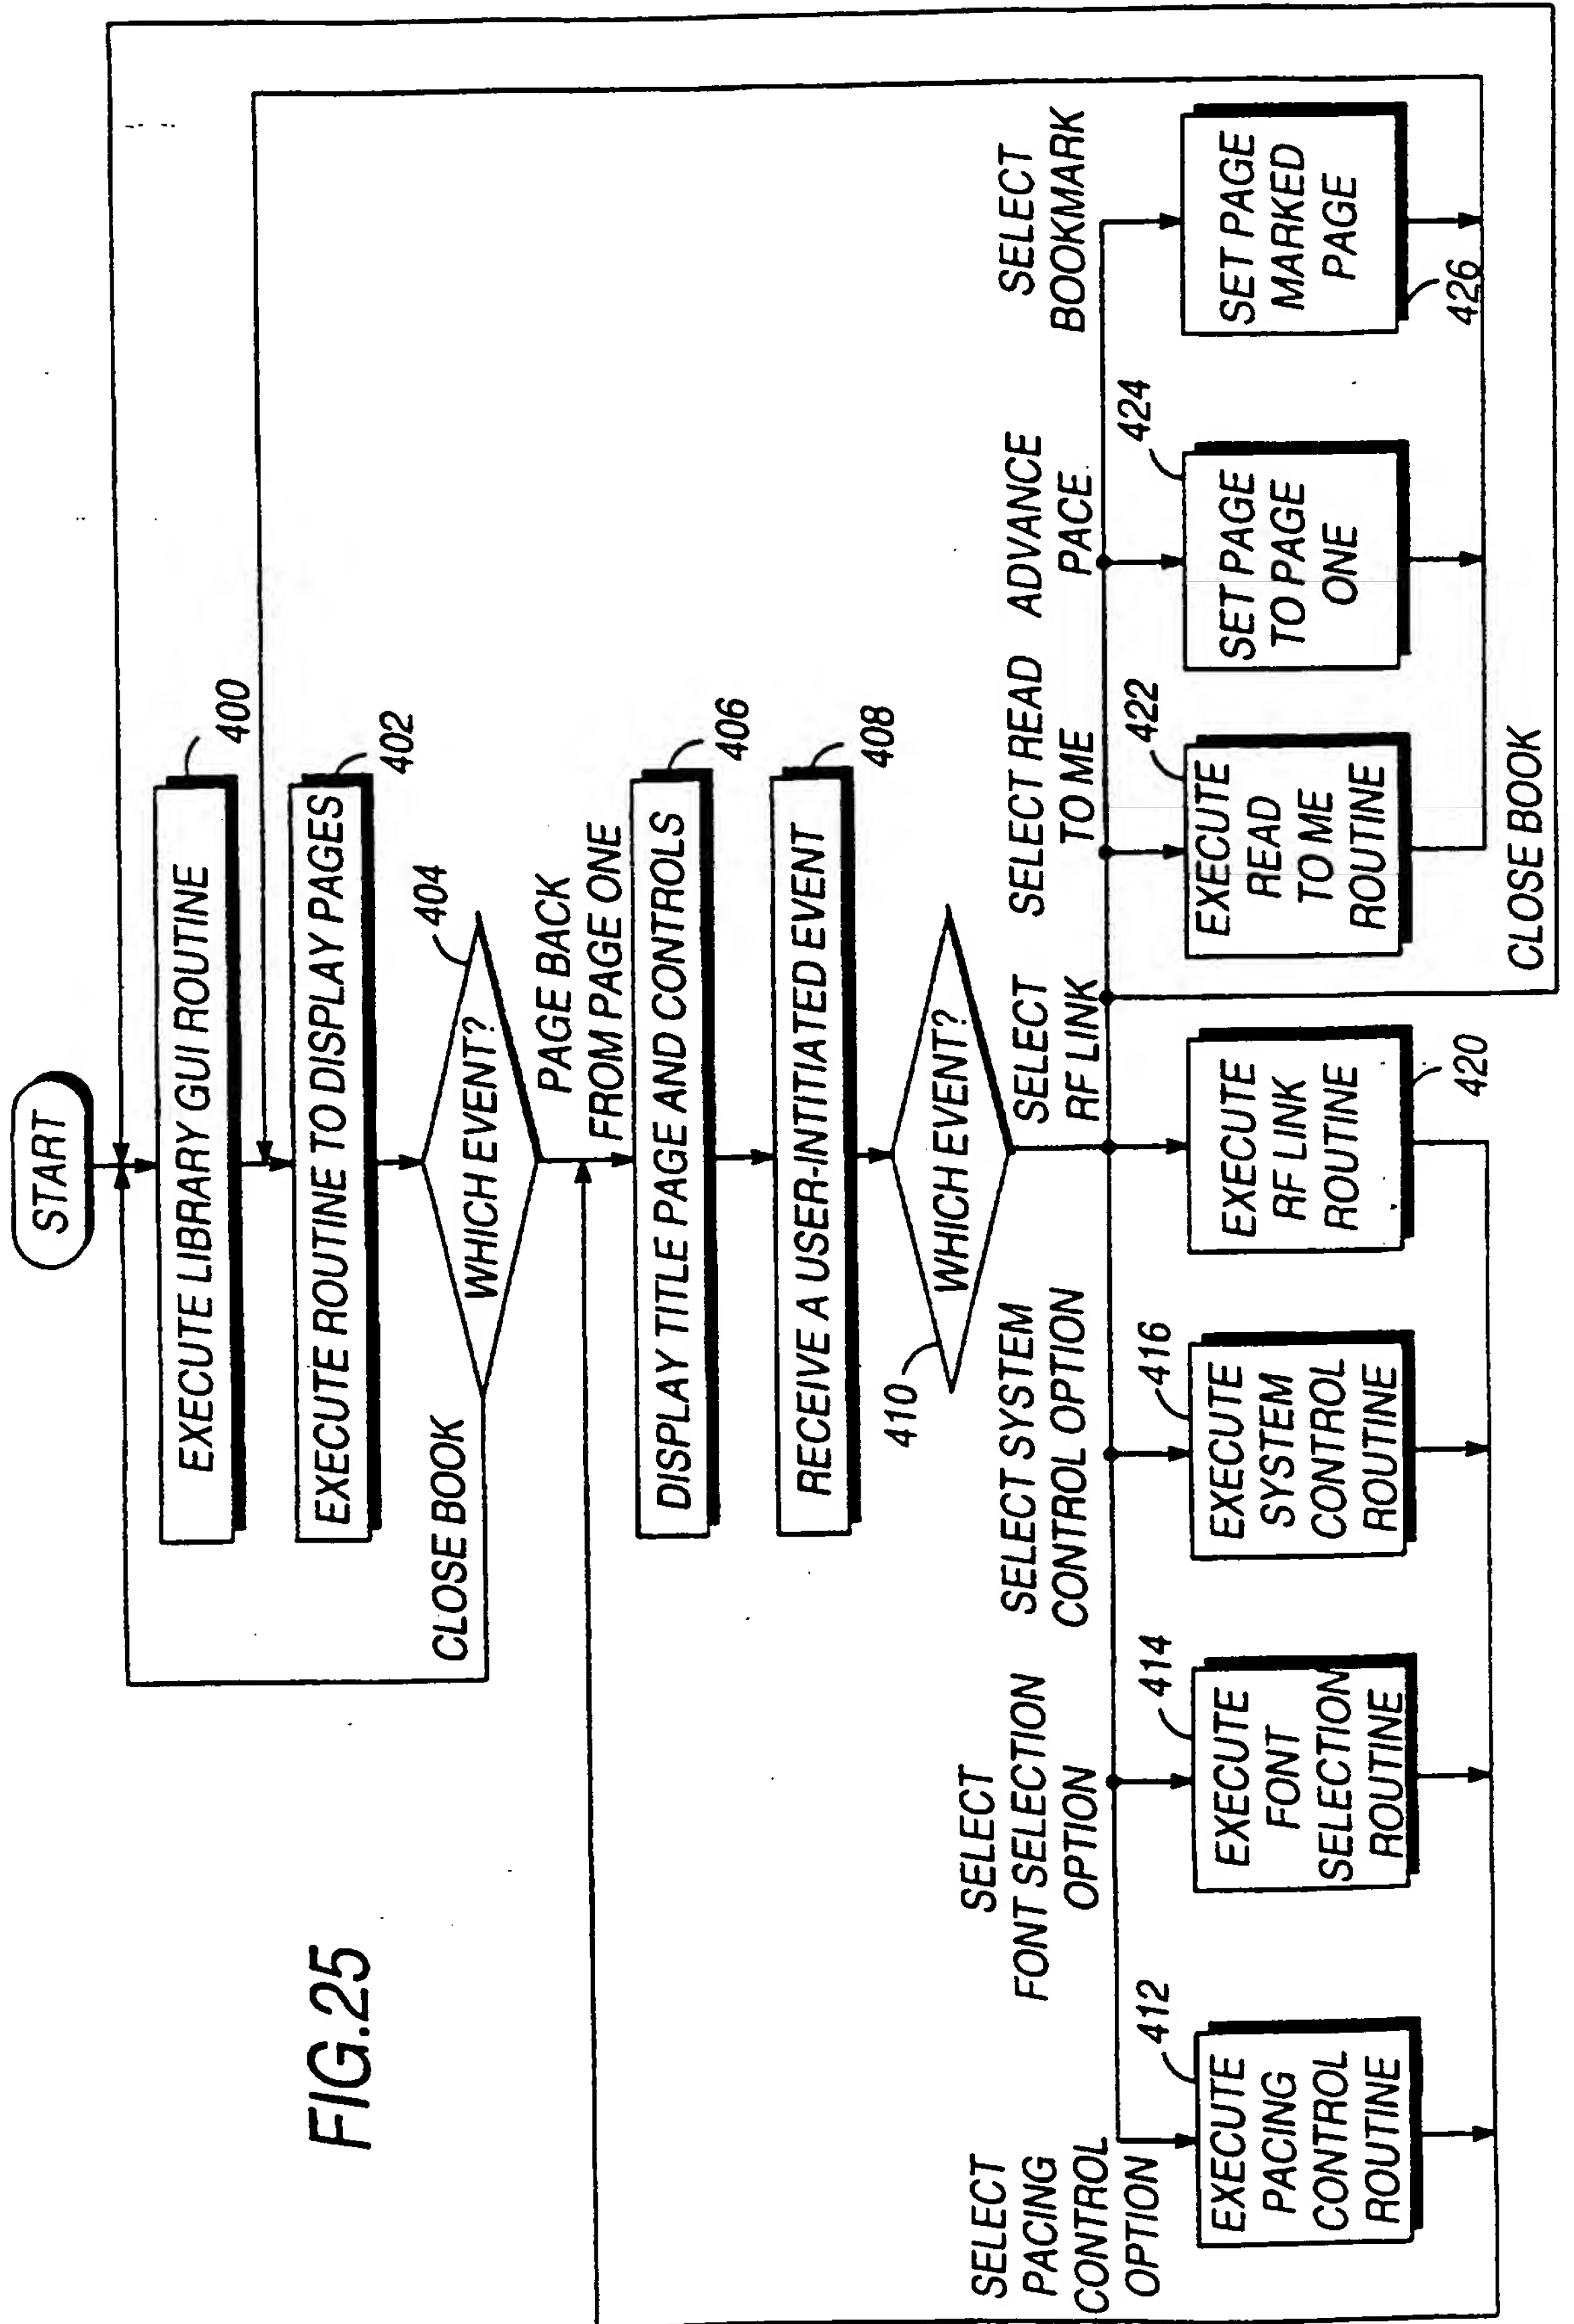 START
EXECUTE LIBRARY GUI ROUTINE
400
EXECUTE ROUTINE TO DISPLAY PAGES
402
WHICH EVENT?
404
CLOSE BOOK
PAGE BACK
FROM PAGE ONE
DISPLAY TITLE PAGE AND CONTROLS
406
RECEIVE A USER-INTITIATED EVENT
408
WHICH EVENT?
410
SELECT
PACING
CONTROL
OPTION
SELECT
FONT SELECTION
OPTION
SELECT SYSTEM
CONTROL OPTION
SELECT
RF LINK
SELECT READ
TO ME
ADVANCE
PACE
SELECT
BOOKMARK
EXECUTE
PACING
CONTROL
ROUTINE
412
EXECUTE
FONT
SELECTION
ROUTINE
414
EXECUTE
SYSTEM
CONTROL
ROUTINE
416
EXECUTE
RF LINK
ROUTINE
420
EXECUTE
READ
TO ME
ROUTINE
422
SET PAGE
TO PAGE
ONE
424
SET PAGE
MARKED
PAGE
426
CLOSE BOOK
FIG.25